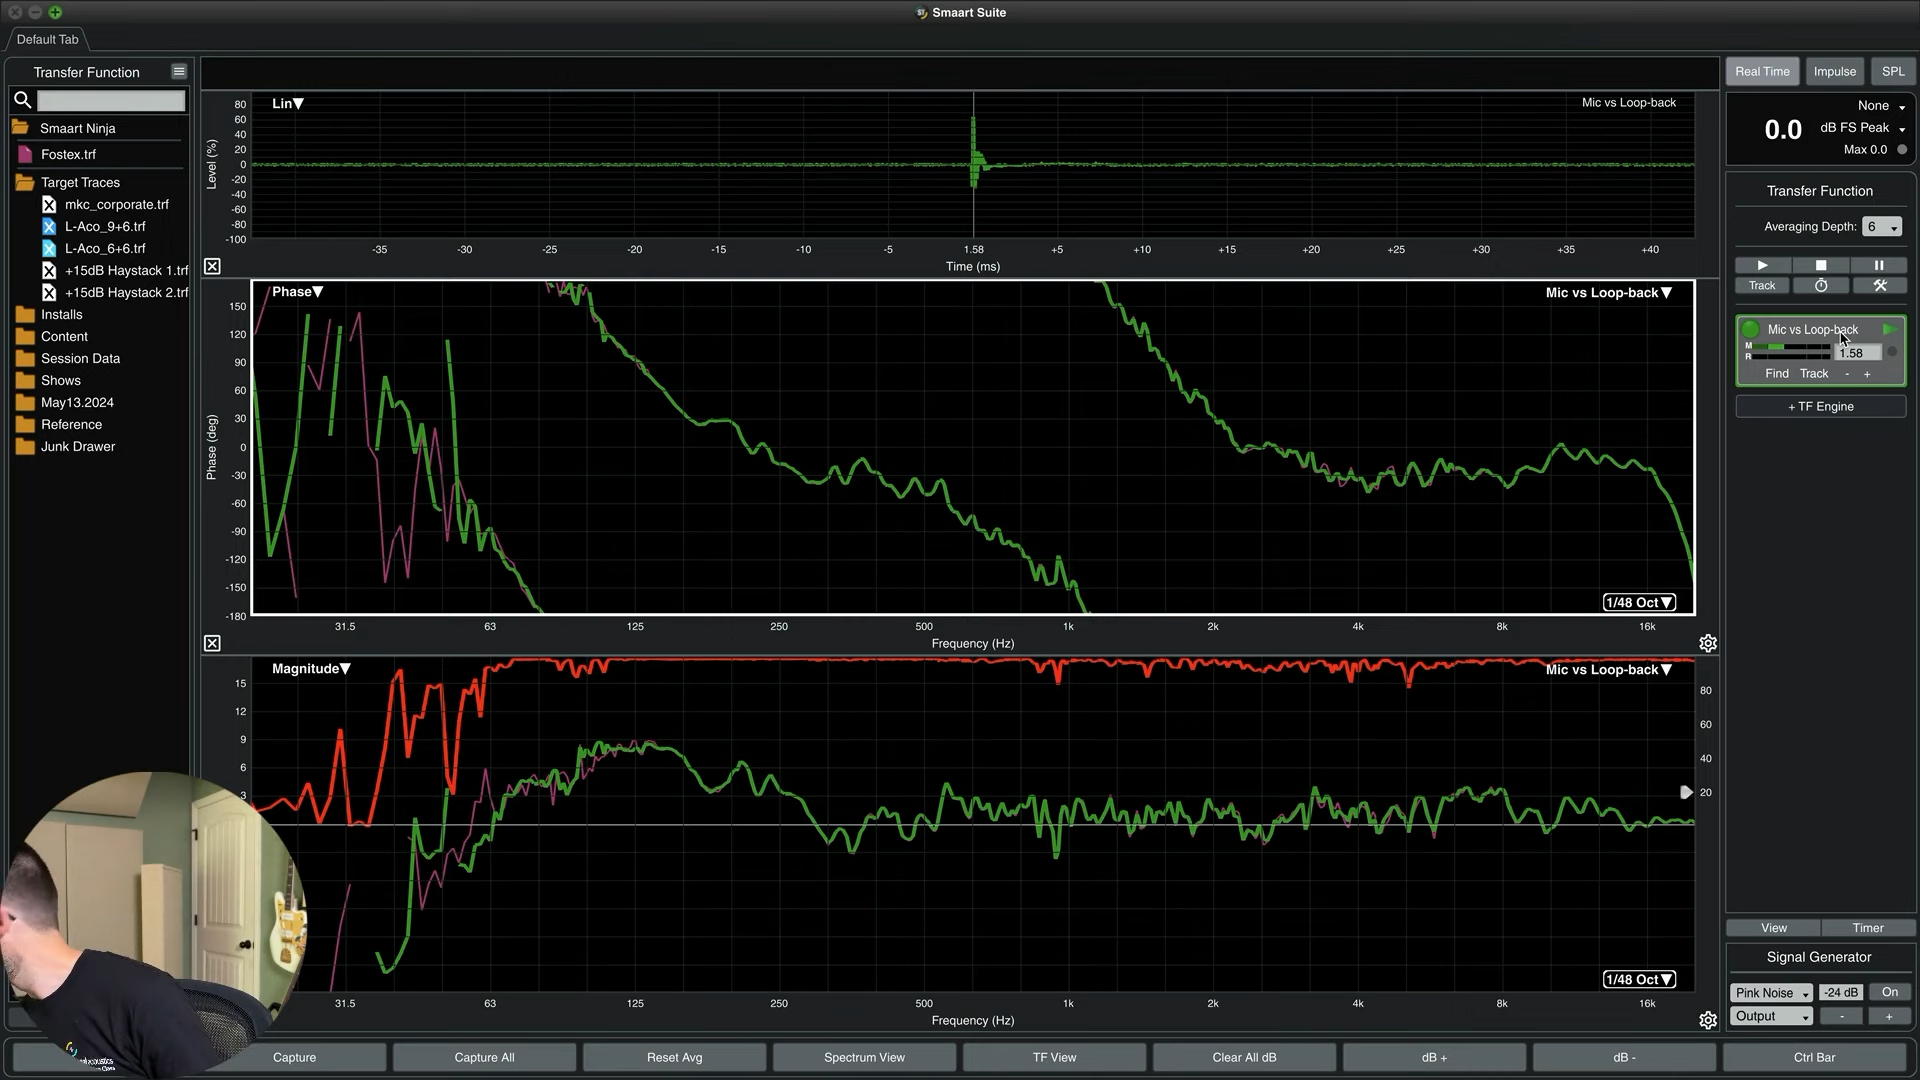 Smaart Suite
Default Tab
Transfer Function
Smaart Ninja
Fostex.trf
Target Traces
mkc_corporate.trf
L-Aco_9+6.trf
L-Aco_6+6.trf
+15dB Haystack 1.trf
+15dB Haystack 2.trf
Installs
Content
Session Data
Shows
May13.2024
Reference
Junk Drawer
Lin▼
Mic vs Loop-back
Level (%)
80
60
40
20
0
-20
-40
-60
-80
-100
-35 -30 -25 -20 -15 -10 -5 1.58 +5 +10 +15 +20 +25 +30 +35 +40
Time (ms)
Phase▼
Mic vs Loop-back▼
Phase (deg)
150
120
90
60
30
0
-30
-60
-90
-120
-150
-180
1/48 Oct▼
31.5 63 125 250 500 1k 2k 4k 8k 16k
Frequency (Hz)
Magnitude▼
Mic vs Loop-back▼
15
12
9
6
3
80
60
40
20
1/48 Oct▼
31.5 63 125 250 500 1k 2k 4k 8k 16k
Frequency (Hz)
Real Time Impulse SPL
None
0.0 dB FS Peak
Max 0.0
Transfer Function
Averaging Depth: 6
Track
Mic vs Loop-back
M
R
1.58
Find Track - +
+ TF Engine
View Timer
Signal Generator
Pink Noise -24 dB On
Output - +
Capture Capture All Reset Avg Spectrum View TF View Clear All dB dB + dB - Ctrl Bar